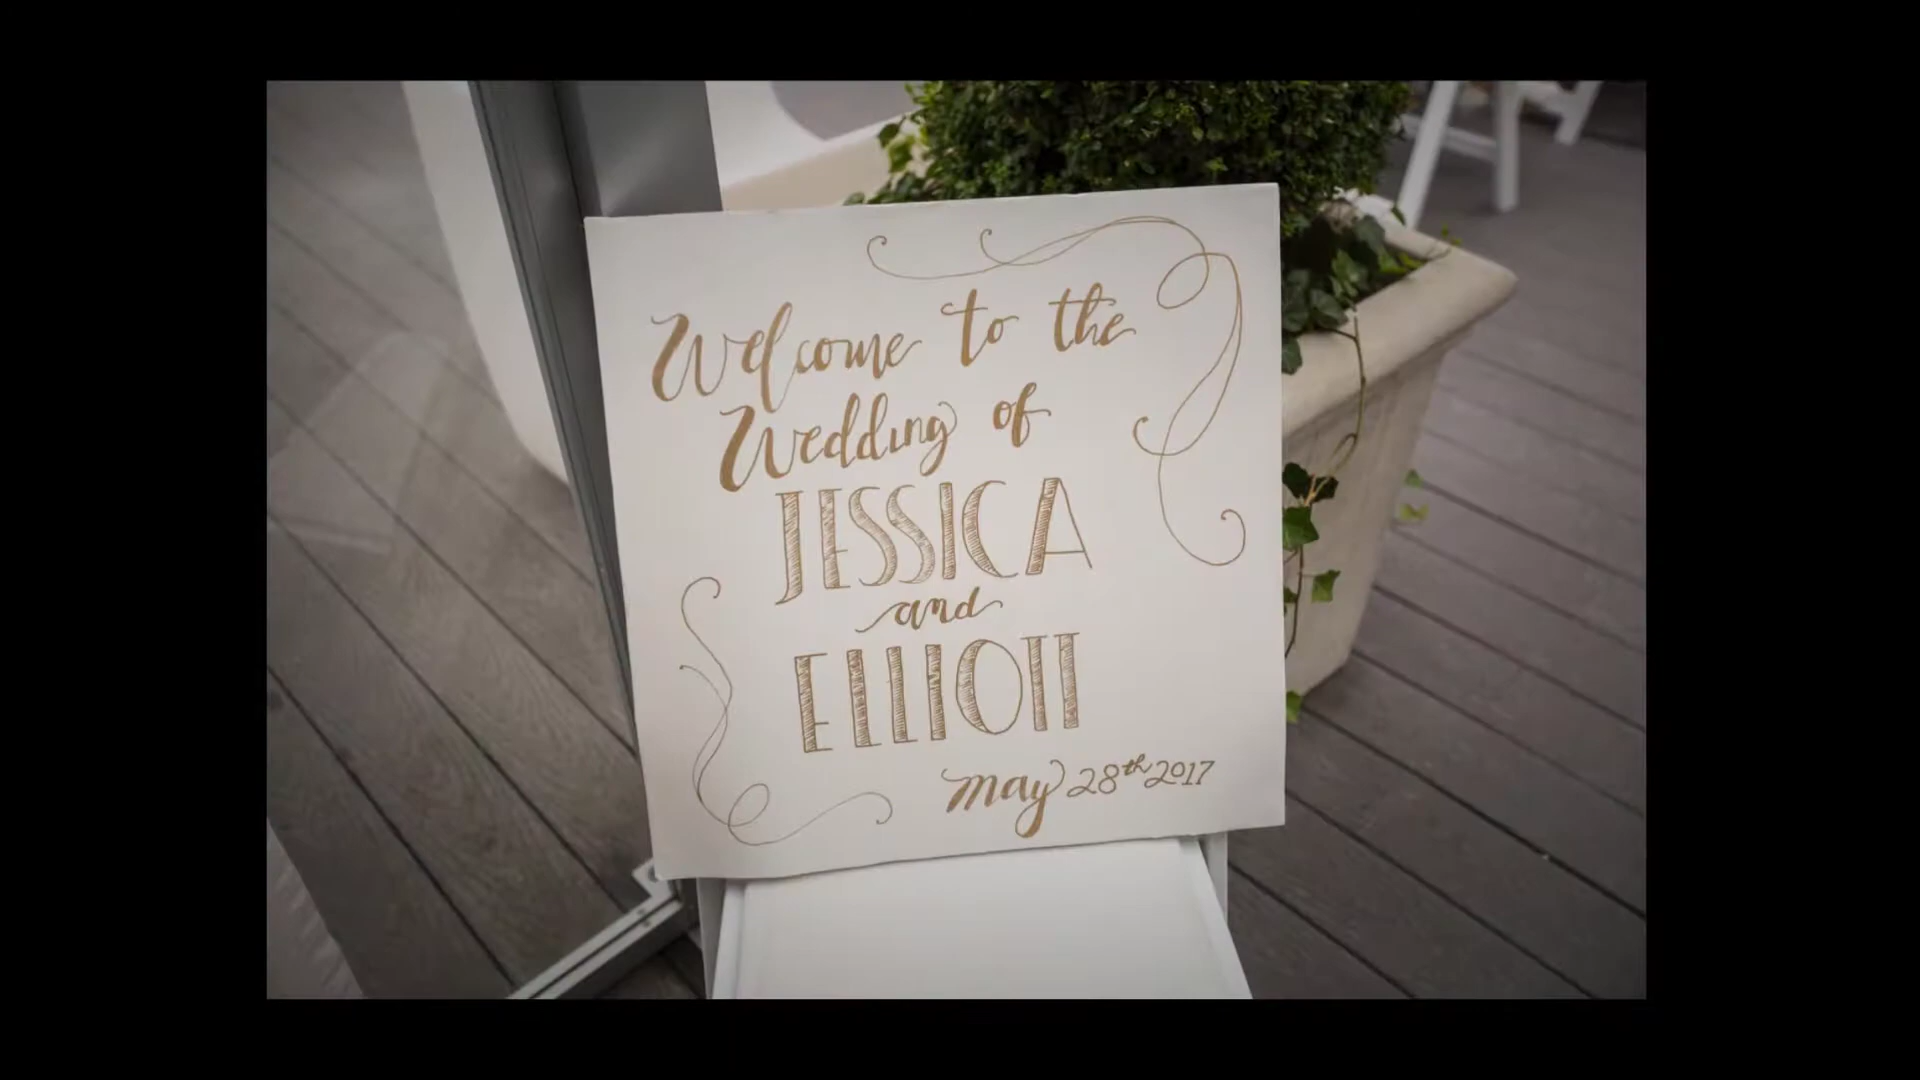 Welcome to the
Wedding of
JESSICA
and
ELLIOTT
May 28th 2017